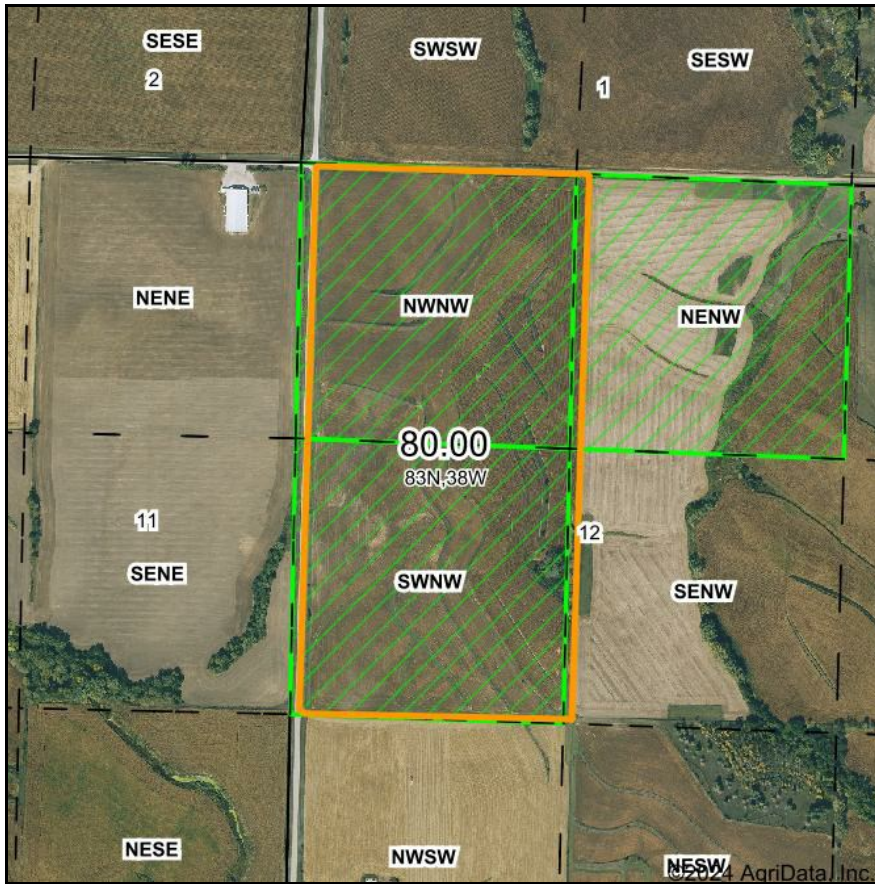 SESE
SWSW
SESW
2
1
NENE
NWNW
NENW
80.00
83N,38W
11
12
SENE
SWNW
SENW
NESE
NWSW
NESW
©2024 AgriData, Inc.